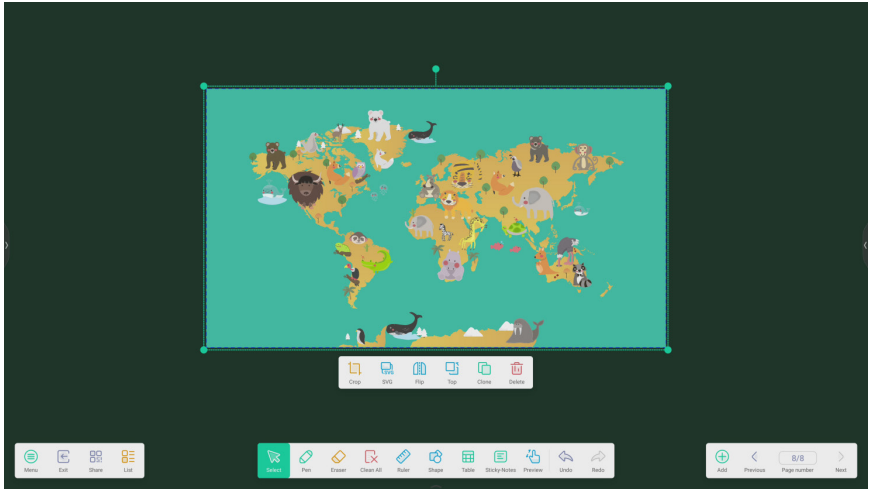 Crop SVG Flip Top Clone Delete
Menu Exit Share List Select Pen Eraser Clean All Ruler Shape Table Sticky-Notes Preview Undo Redo Add Previous 8/8 Page number Next